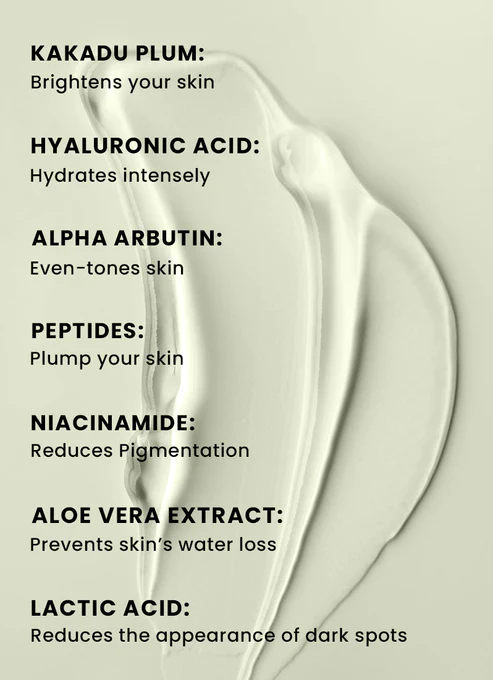 KAKADU PLUM:
Brightens your skin
HYALURONIC ACID:
Hydrates intensely
ALPHA ARBUTIN:
Even-tones skin
PEPTIDES:
Plump your skin
NIACINAMIDE:
Reduces Pigmentation
ALOE VERA EXTRACT:
Prevents skin’s water loss
LACTIC ACID:
Reduces the appearance of dark spots